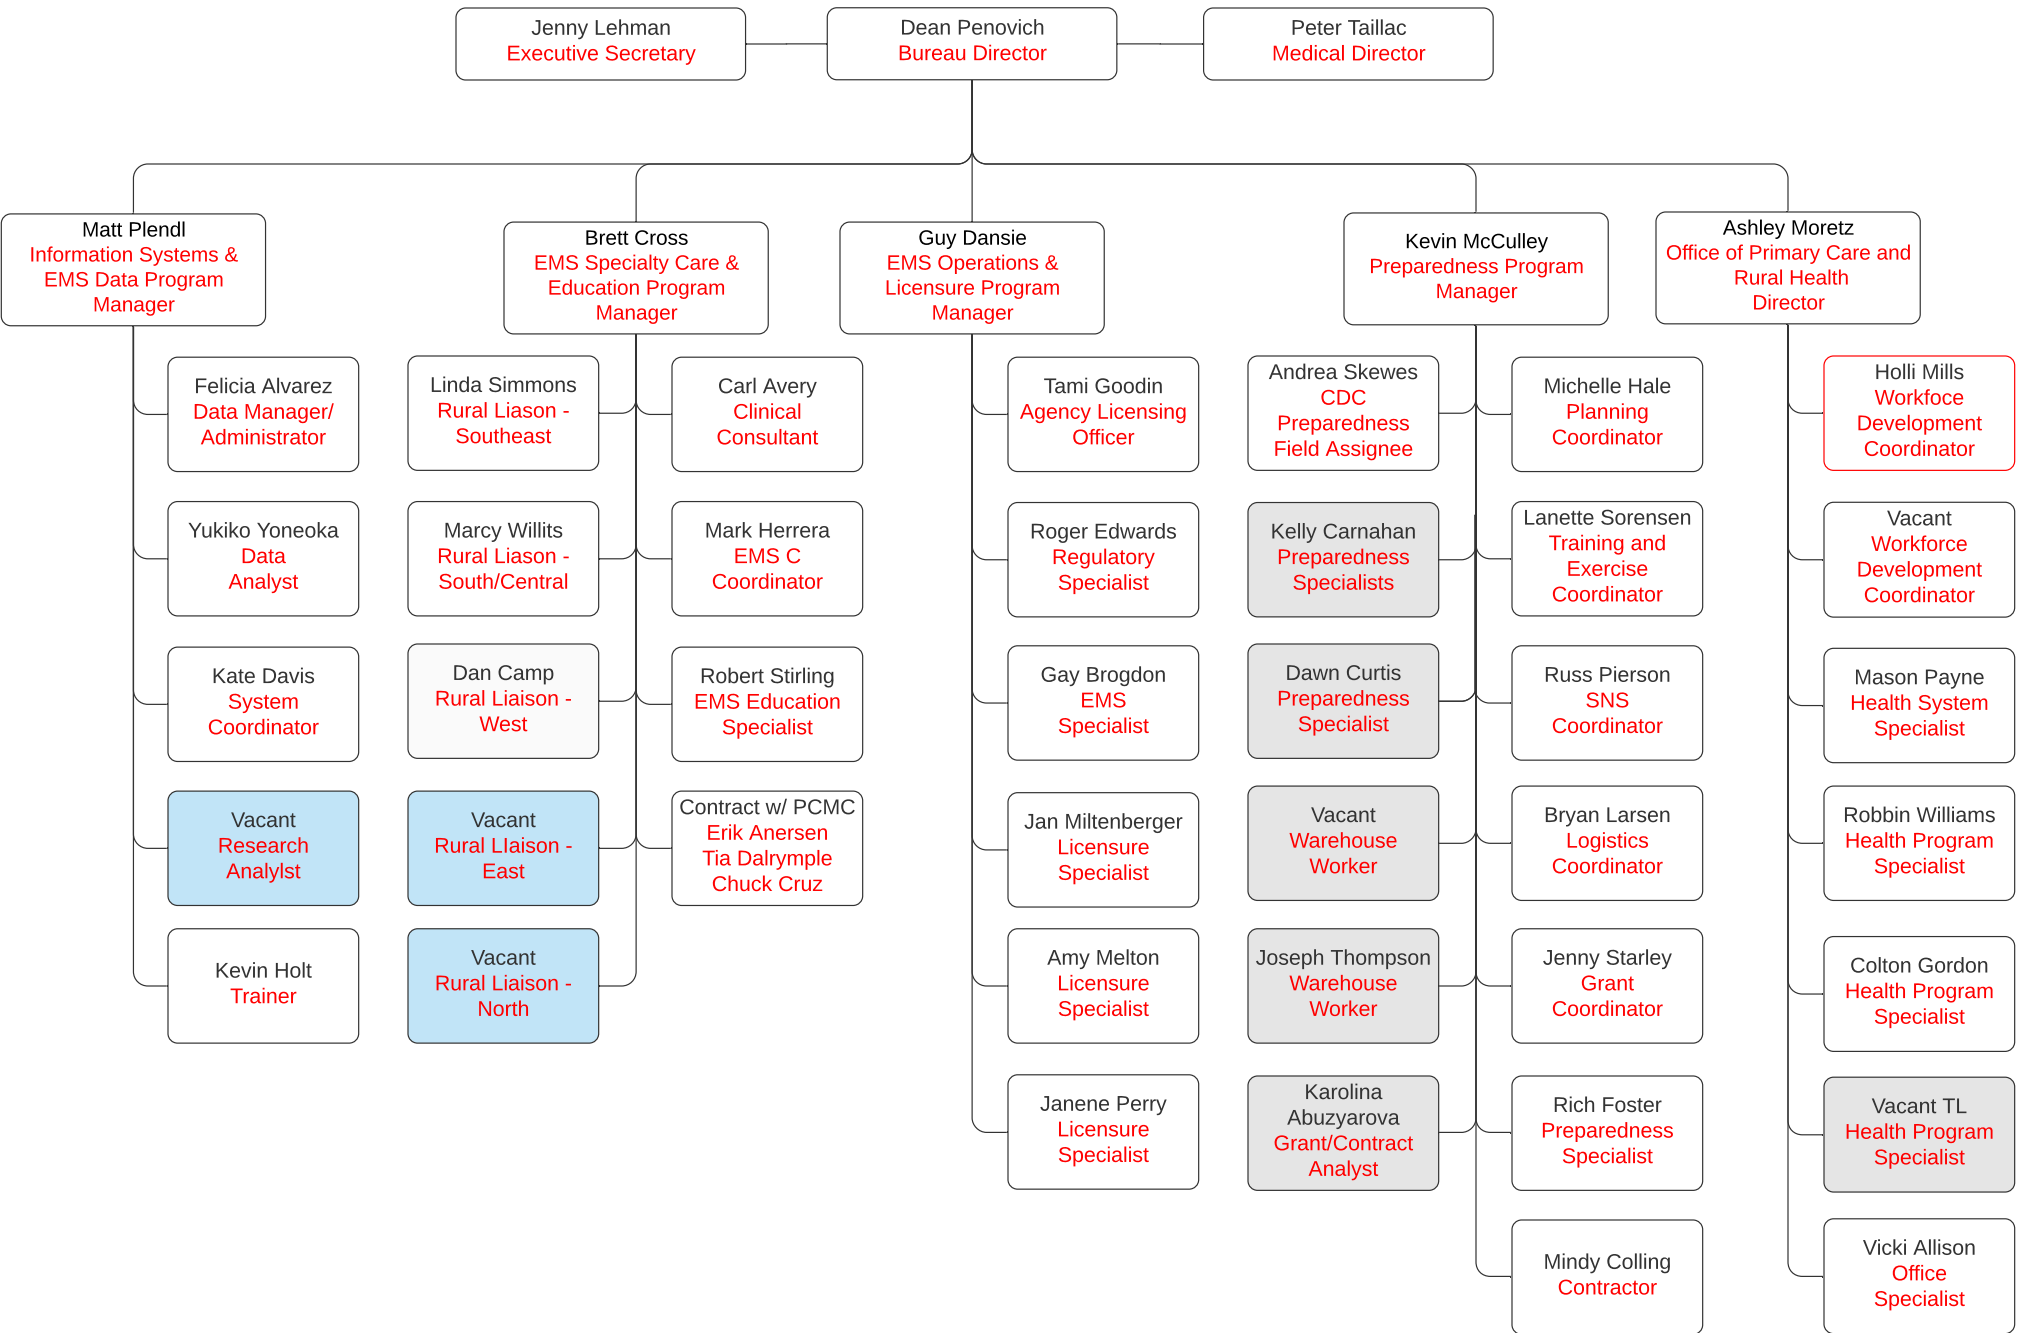 Jenny Lehman
Executive Secretary
Dean Penovich
Bureau Director
Peter Taillac
Medical Director
Matt Plendl
Information Systems &
EMS Data Program
Manager
Brett Cross
EMS Specialty Care &
Education Program
Manager
Guy Dansie
EMS Operations &
Licensure Program
Manager
Kevin McCulley
Preparedness Program
Manager
Ashley Moretz
Office of Primary Care and
Rural Health
Director
Felicia Alvarez
Data Manager/
Administrator
Yukiko Yoneoka
Data
Analyst
Kate Davis
System
Coordinator
Vacant
Research
Analylst
Kevin Holt
Trainer
Linda Simmons
Rural Liason -
Southeast
Marcy Willits
Rural Liason -
South/Central
Dan Camp
Rural Liaison -
West
Vacant
Rural LIaison -
East
Vacant
Rural Liaison -
North
Carl Avery
Clinical
Consultant
Mark Herrera
EMS C
Coordinator
Robert Stirling
EMS Education
Specialist
Contract w/ PCMC
Erik Anersen
Tia Dalrymple
Chuck Cruz
Tami Goodin
Agency Licensing
Officer
Roger Edwards
Regulatory
Specialist
Gay Brogdon
EMS
Specialist
Jan Miltenberger
Licensure
Specialist
Amy Melton
Licensure
Specialist
Janene Perry
Licensure
Specialist
Andrea Skewes
CDC
Preparedness
Field Assignee
Kelly Carnahan
Preparedness
Specialists
Dawn Curtis
Preparedness
Specialist
Vacant
Warehouse
Worker
Joseph Thompson
Warehouse
Worker
Karolina
Abuzyarova
Grant/Contract
Analyst
Michelle Hale
Planning
Coordinator
Lanette Sorensen
Training and
Exercise
Coordinator
Russ Pierson
SNS
Coordinator
Bryan Larsen
Logistics
Coordinator
Jenny Starley
Grant
Coordinator
Rich Foster
Preparedness
Specialist
Mindy Colling
Contractor
Holli Mills
Workfoce
Development
Coordinator
Vacant
Workforce
Development
Coordinator
Mason Payne
Health System
Specialist
Robbin Williams
Health Program
Specialist
Colton Gordon
Health Program
Specialist
Vacant TL
Health Program
Specialist
Vicki Allison
Office
Specialist